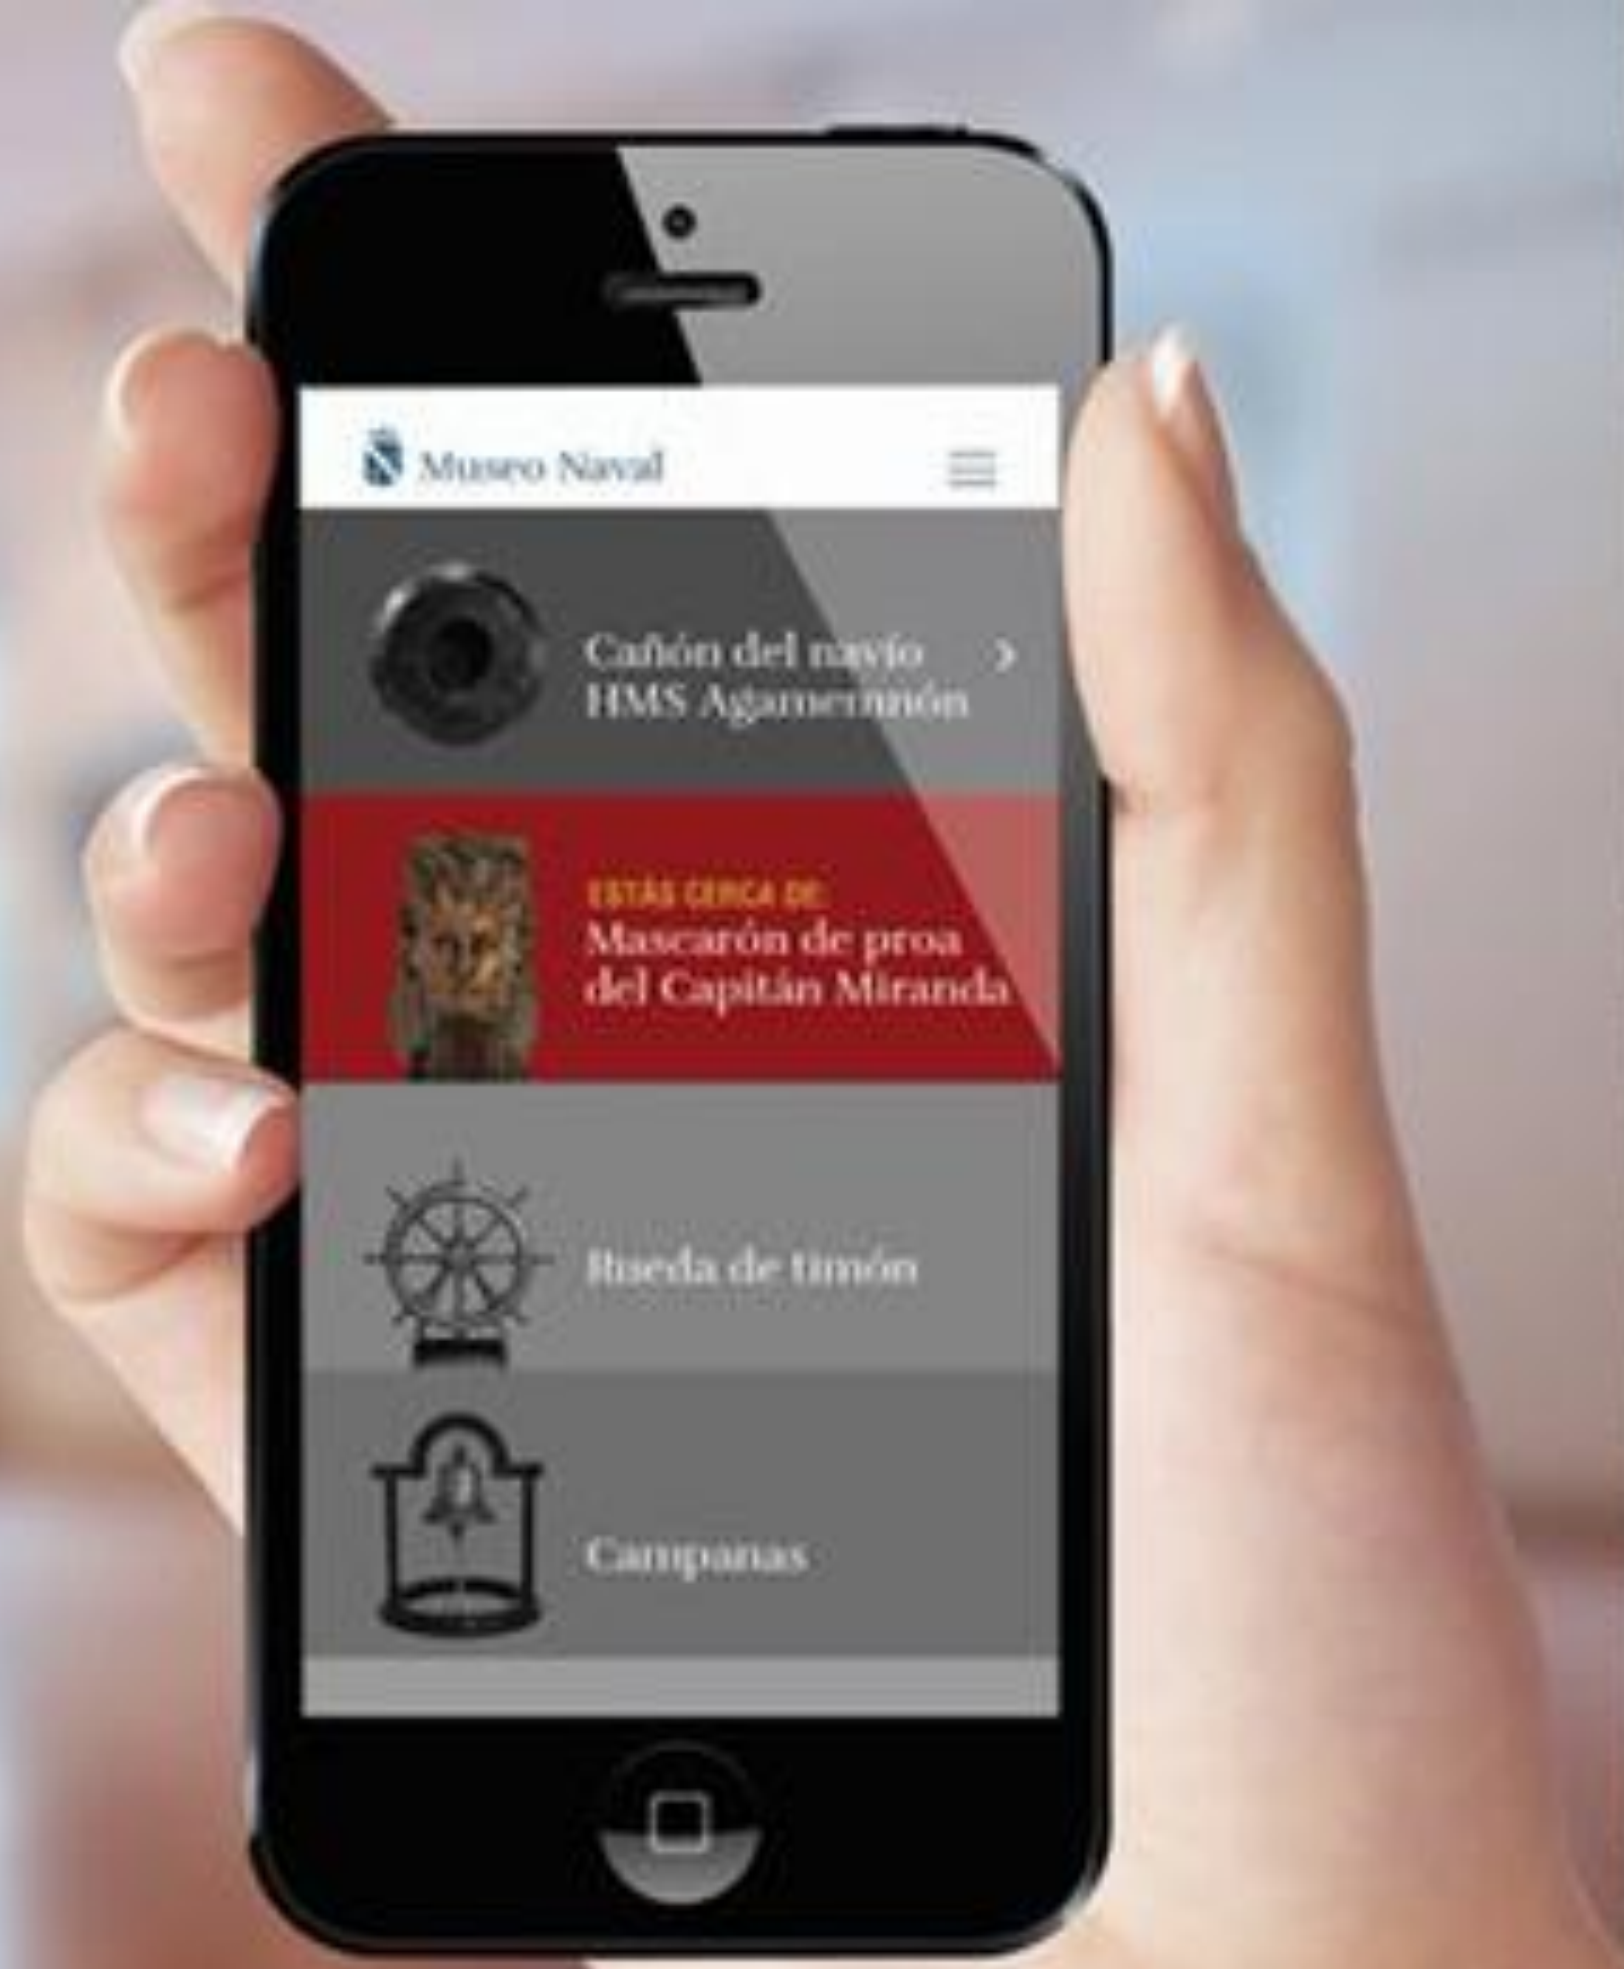 Museo Naval
Cañón del navío
HMS Agamemnón
ESTÁS CERCA DE:
Mascarón de proa
del Capitán Miranda
Rueda de timón
Campanas